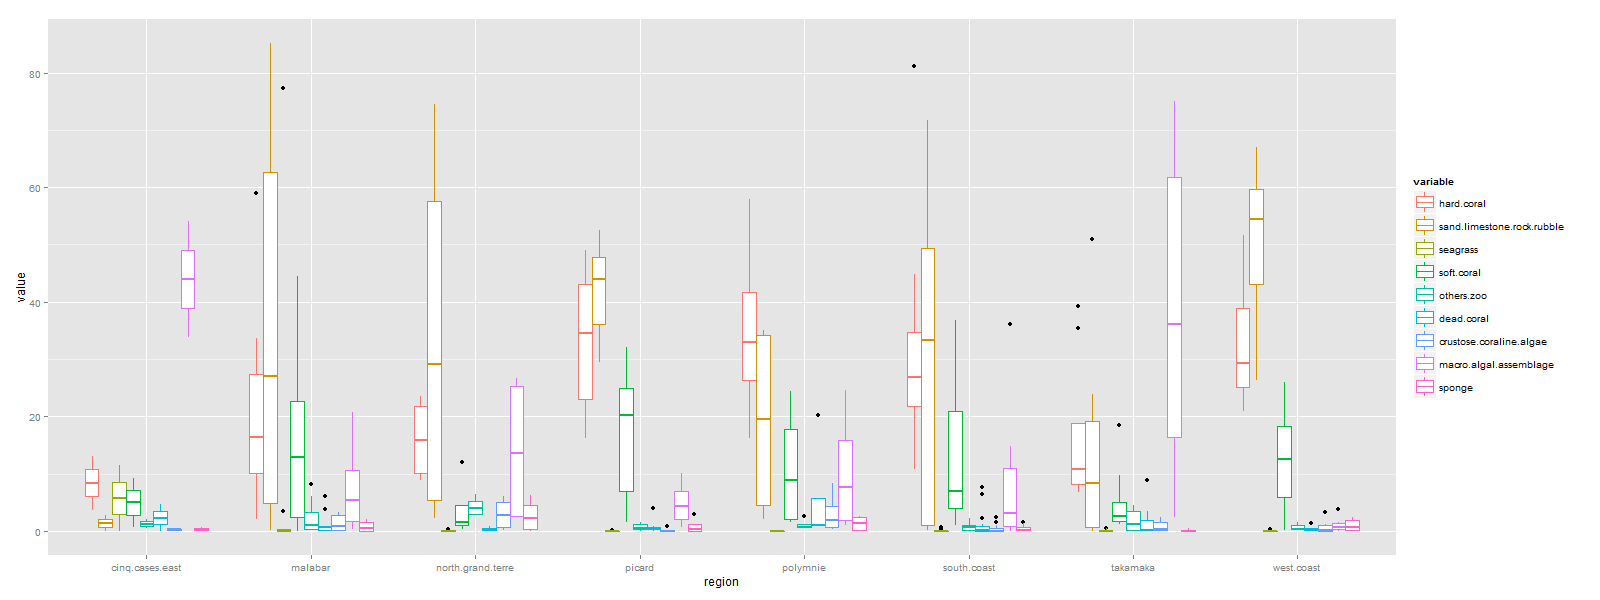 80
60
40
20
0
value
cinq.cases.east malabar north.grand.terre picard polymnie south.coast takamaka west.coast
region
variable
hard.coral
sand.limestone.rock.rubble
seagrass
soft.coral
others.zoo
dead.coral
crustose.coraline.algae
macro.algal.assemblage
sponge